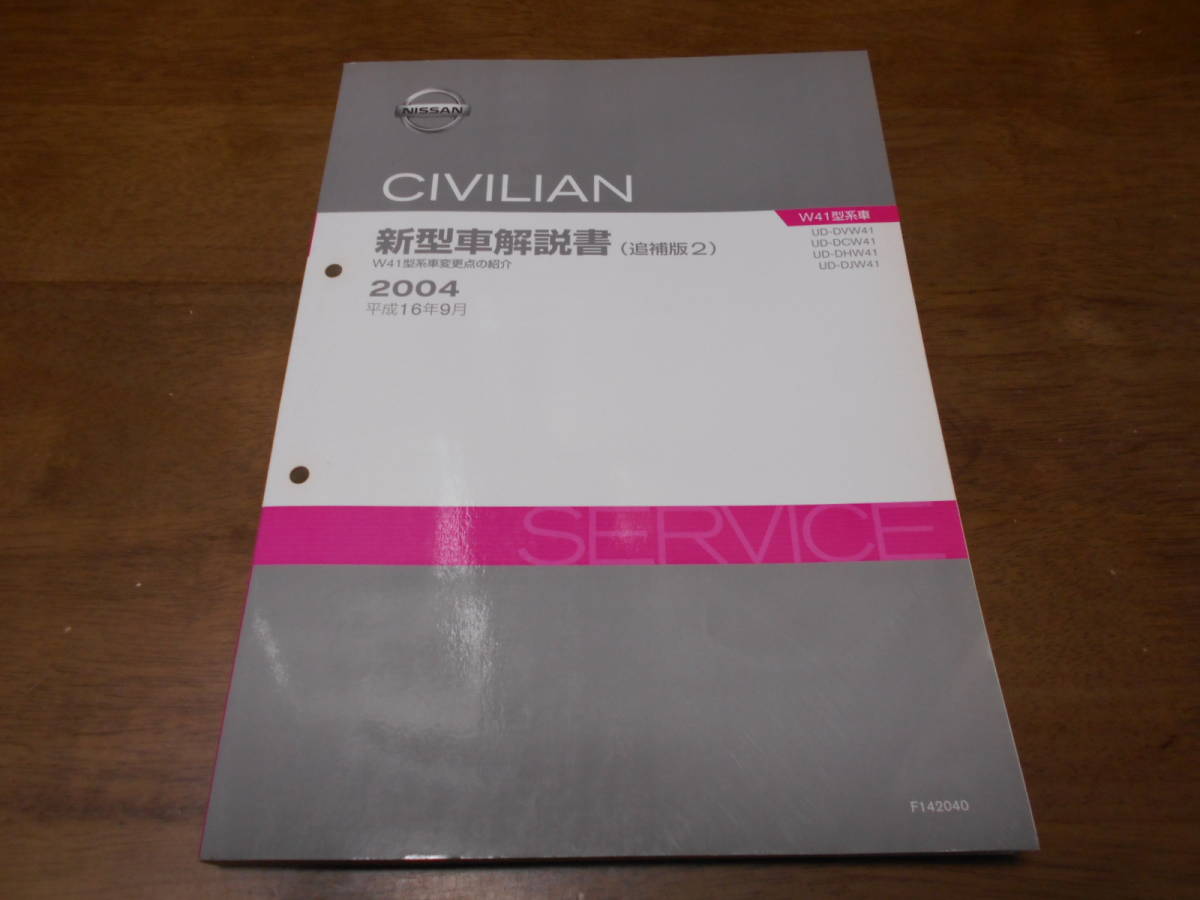 NISSAN
CIVILIAN
W41型系車
UD-DVW41
UD-DCW41
UD-DHW41
UD-DJW41
新型車解説書(追補版2)
W41型系車変更点の紹介
2004
平成16年9月
SERVICE
F142040